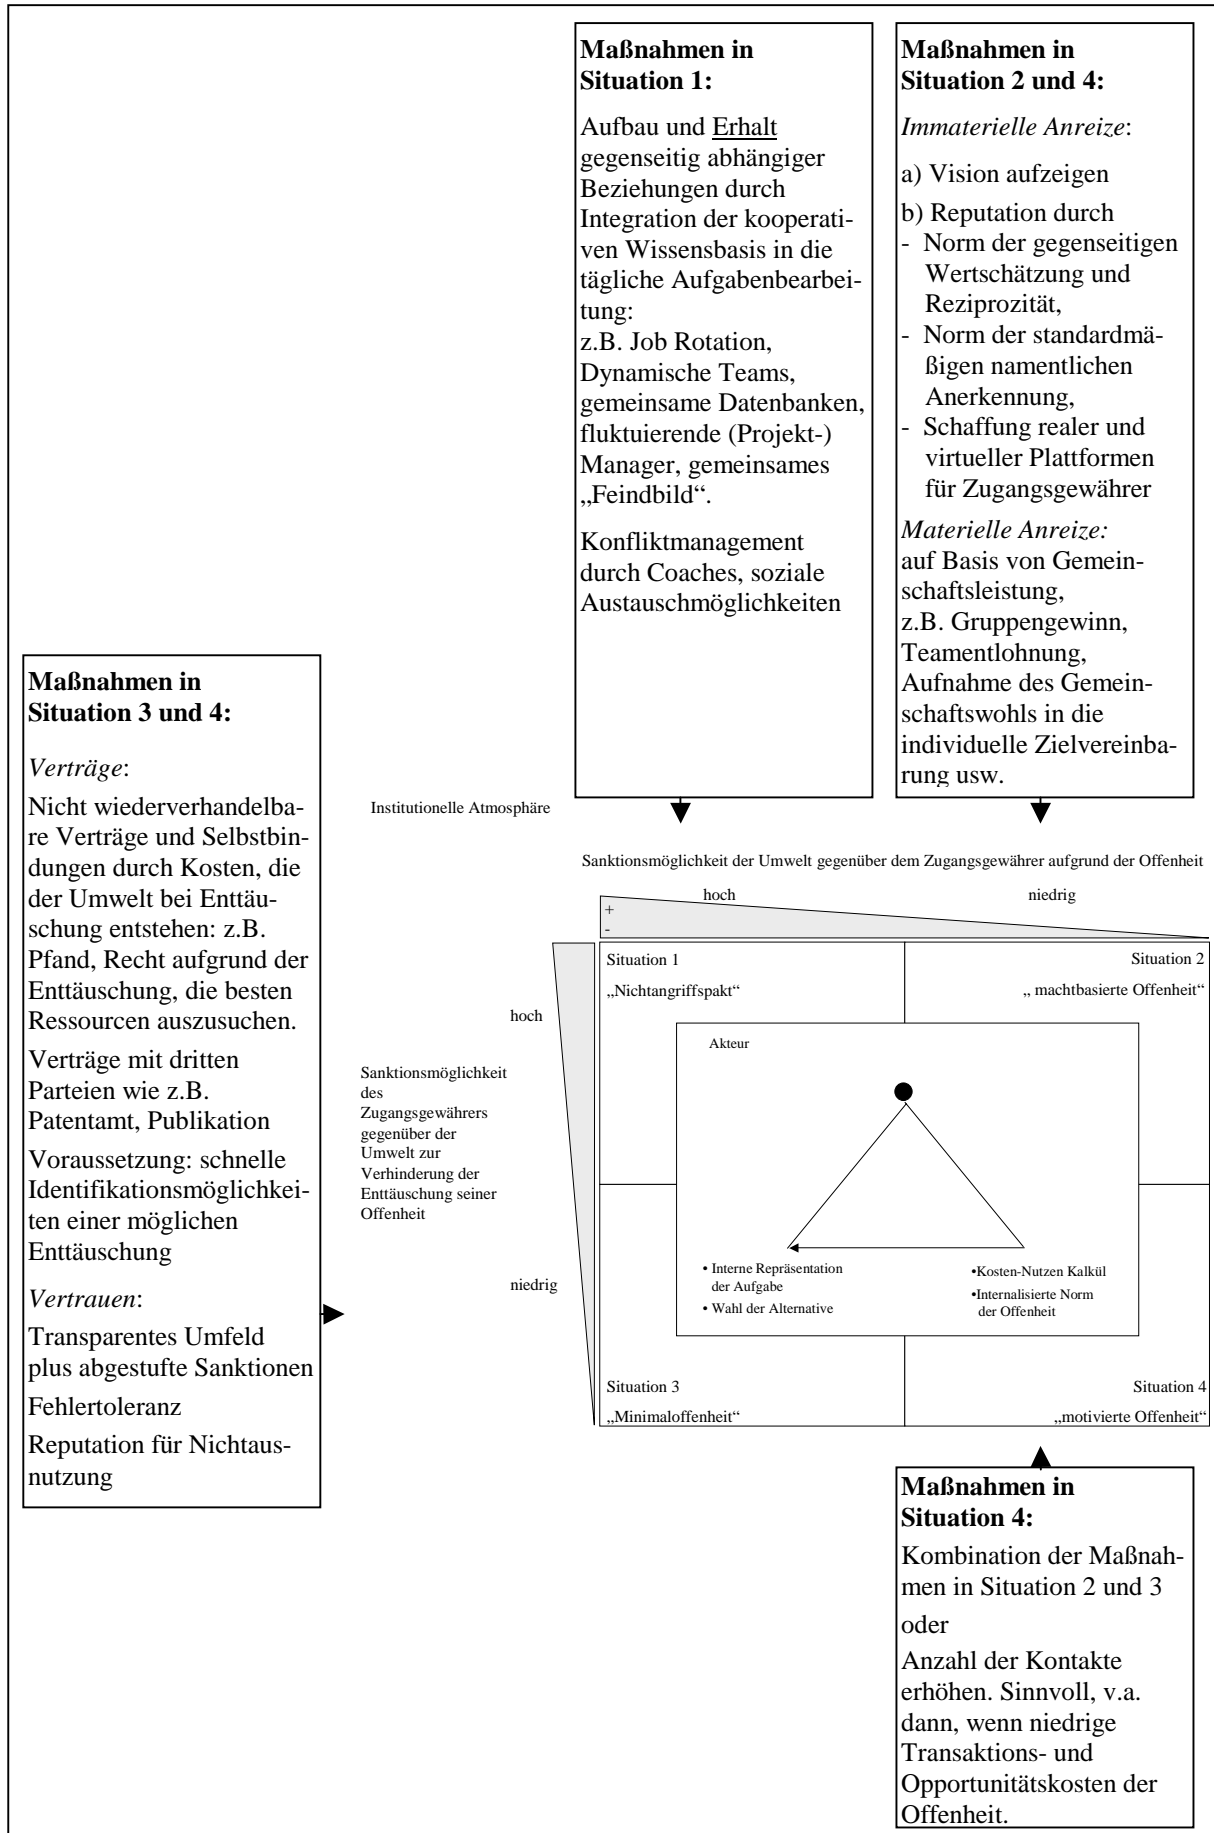 Maßnahmen in
Situation 1:
Aufbau und Erhalt
gegenseitig abhängiger
Beziehungen durch
Integration der kooperati-
ven Wissensbasis in die
tägliche Aufgabenbearbei-
tung:
z.B. Job Rotation,
Dynamische Teams,
gemeinsame Datenbanken,
fluktuierende (Projekt-)
Manager, gemeinsames
„Feindbild“.
Konfliktmanagement
durch Coaches, soziale
Austauschmöglichkeiten
Maßnahmen in
Situation 2 und 4:
Immaterielle Anreize:
a) Vision aufzeigen
b) Reputation durch
- Norm der gegenseitigen
Wertschätzung und
Reziprozität,
- Norm der standardmä-
ßigen namentlichen
Anerkennung,
- Schaffung realer und
virtueller Plattformen
für Zugangsgewährer
Materielle Anreize:
auf Basis von Gemein-
schaftsleistung,
z.B. Gruppengewinn,
Teamentlohnung,
Aufnahme des Gemein-
schaftswohls in die
individuelle Zielvereinba-
rung usw.
Maßnahmen in
Situation 3 und 4:
Verträge:
Nicht wiederverhandelba-
re Verträge und Selbstbin-
dungen durch Kosten, die
der Umwelt bei Enttäu-
schung entstehen: z.B.
Pfand, Recht aufgrund der
Enttäuschung, die besten
Ressourcen auszusuchen.
Verträge mit dritten
Parteien wie z.B.
Patentamt, Publikation
Voraussetzung: schnelle
Identifikationsmöglichkei-
ten einer möglichen
Enttäuschung
Vertrauen:
Transparentes Umfeld
plus abgestufte Sanktionen
Fehlertoleranz
Reputation für Nichtaus-
nutzung
Institutionelle Atmosphäre
Sanktionsmöglichkeit der Umwelt gegenüber dem Zugangsgewährer aufgrund der Offenheit
hoch
niedrig
+
-
Situation 1
„Nichtangriffspakt“
Situation 2
„ machtbasierte Offenheit“
hoch
Sanktionsmöglichkeit
des
Zugangsgewährers
gegenüber der
Umwelt zur
Verhinderung der
Enttäuschung seiner
Offenheit
niedrig
Akteur
• Interne Repräsentation
der Aufgabe
• Wahl der Alternative
•Kosten-Nutzen Kalkül
•Internalisierte Norm
der Offenheit
Situation 3
„Minimaloffenheit“
Situation 4
„motivierte Offenheit“
Maßnahmen in
Situation 4:
Kombination der Maßnah-
men in Situation 2 und 3
oder
Anzahl der Kontakte
erhöhen. Sinnvoll, v.a.
dann, wenn niedrige
Transaktions- und
Opportunitätskosten der
Offenheit.